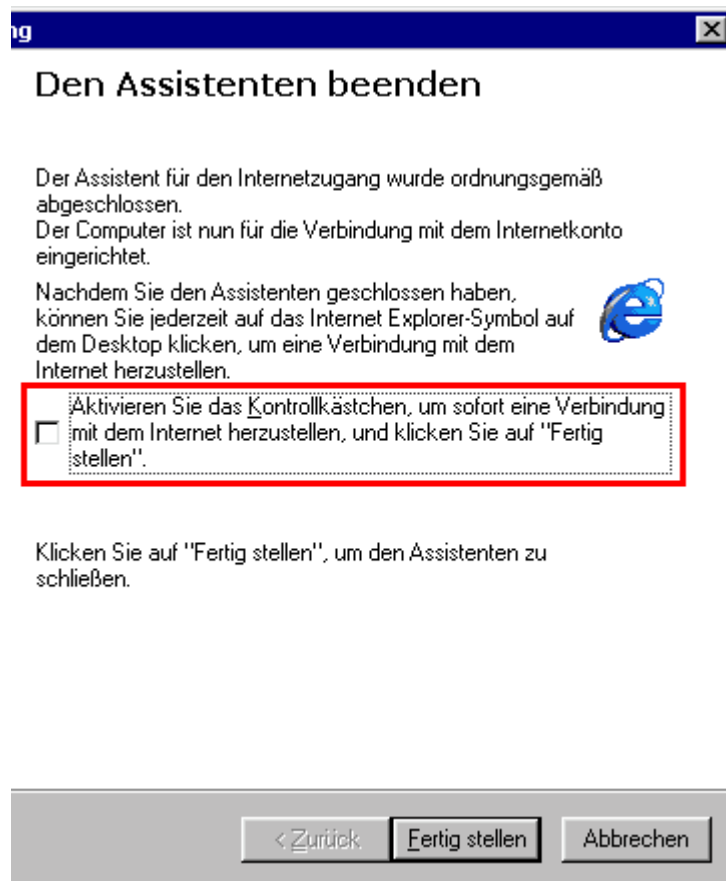 ng
Den Assistenten beenden
Der Assistent für den Internetzugang wurde ordnungsgemäß
abgeschlossen.
Der Computer ist nun für die Verbindung mit dem Internetkonto
eingerichtet.
Nachdem Sie den Assistenten geschlossen haben,
können Sie jederzeit auf das Internet Explorer-Symbol auf
dem Desktop klicken, um eine Verbindung mit dem
Internet herzustellen.
Aktivieren Sie das Kontrollkästchen, um sofort eine Verbindung
mit dem Internet herzustellen, und klicken Sie auf "Fertig
stellen".
Klicken Sie auf "Fertig stellen", um den Assistenten zu
schließen.
< Zurück Fertig stellen Abbrechen